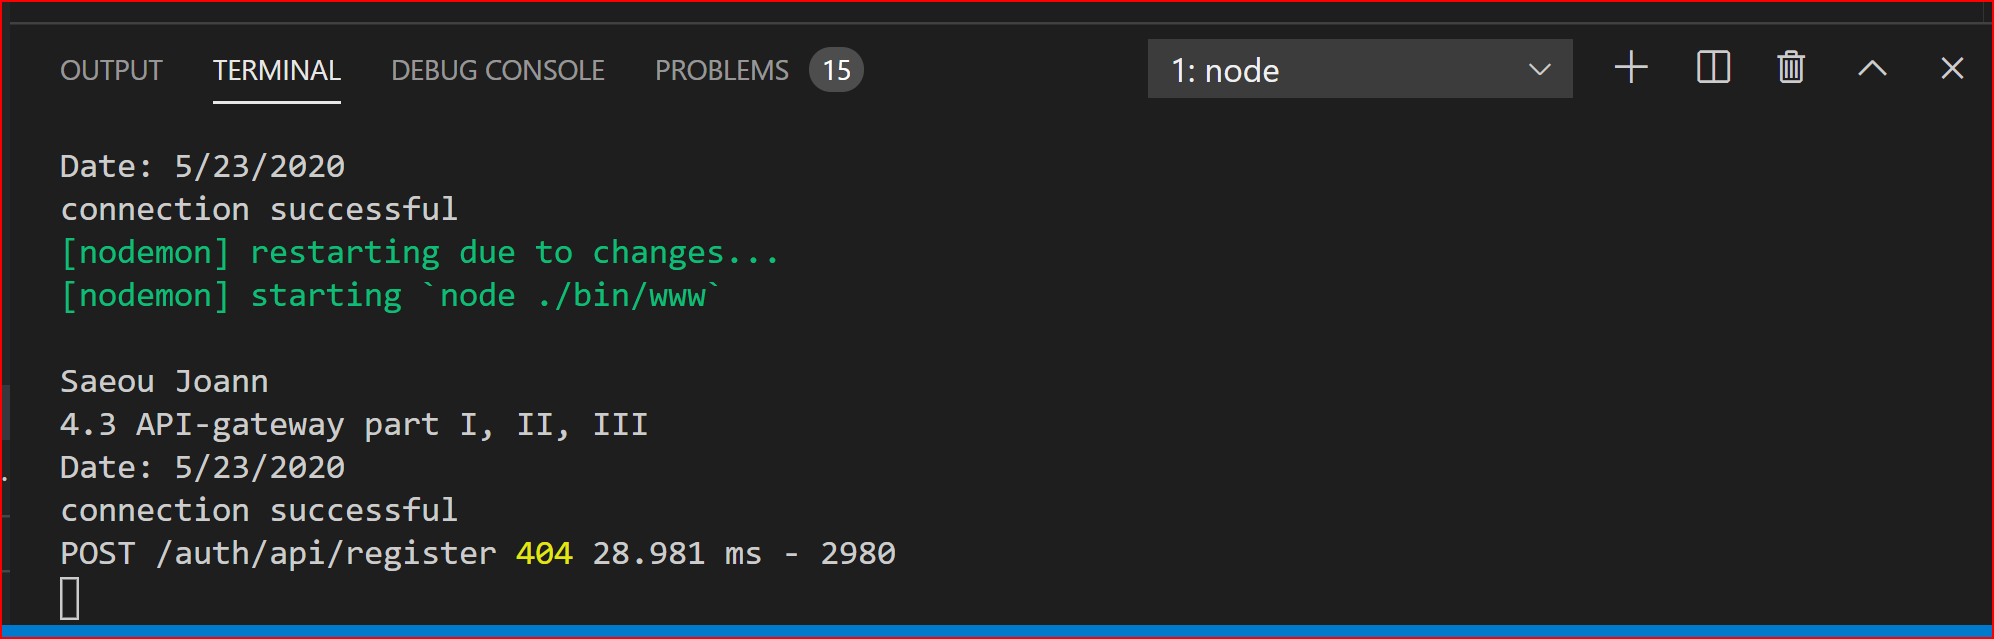 OUTPUT TERMINAL DEBUG CONSOLE PROBLEMS 15 1: node
Date: 5/23/2020
connection successful
[nodemon] restarting due to changes...
[nodemon] starting `node ./bin/www`
Saeou Joann
4.3 API-gateway part I, II, III
Date: 5/23/2020
connection successful
POST /auth/api/register 404 28.981 ms - 2980